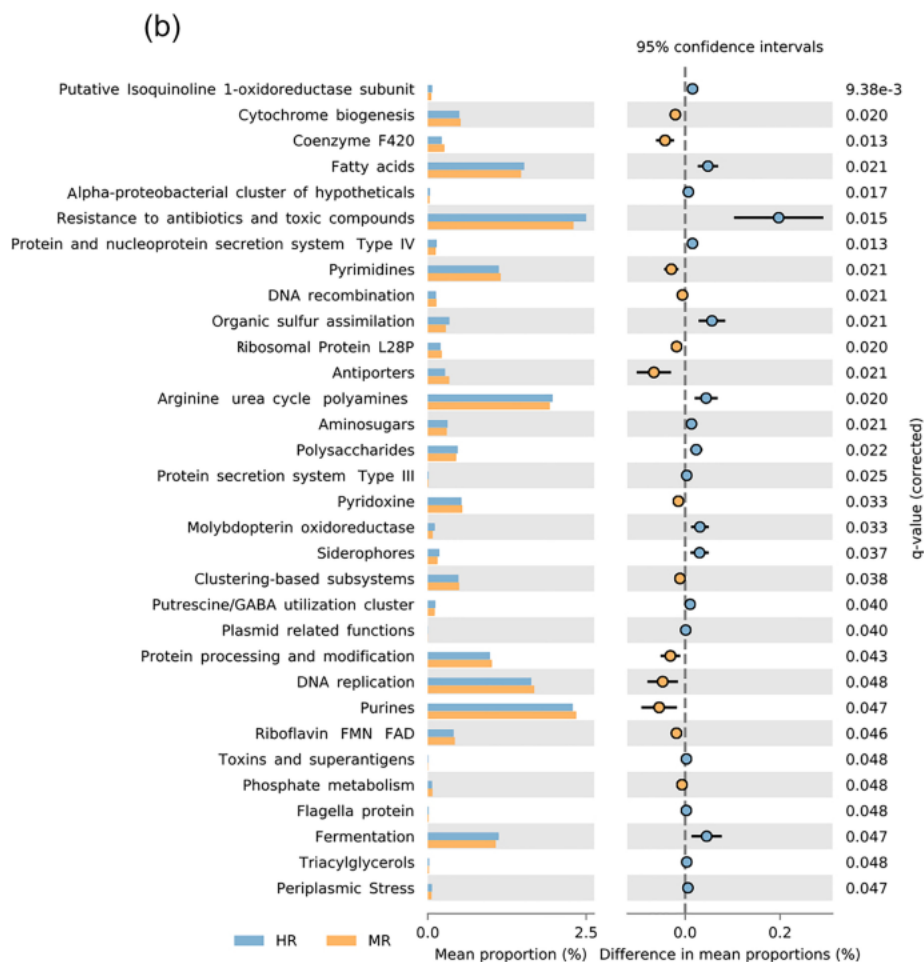 (b)
95% confidence intervals
Putative Isoquinoline 1-oxidoreductase subunit 9.38e-3
Cytochrome biogenesis 0.020
Coenzyme F420 0.013
Fatty acids 0.021
Alpha-proteobacterial cluster of hypotheticals 0.017
Resistance to antibiotics and toxic compounds 0.015
Protein and nucleoprotein secretion system Type IV 0.013
Pyrimidines 0.021
DNA recombination 0.021
Organic sulfur assimilation 0.021
Ribosomal Protein L28P 0.020
Antiporters 0.021
Arginine urea cycle polyamines 0.020
Aminosugars 0.021
Polysaccharides 0.022
Protein secretion system Type III 0.025
Pyridoxine 0.033
Molybdopterin oxidoreductase 0.033
Siderophores 0.037
Clustering-based subsystems 0.038
Putrescine/GABA utilization cluster 0.040
Plasmid related functions 0.040
Protein processing and modification 0.043
DNA replication 0.048
Purines 0.047
Riboflavin FMN FAD 0.046
Toxins and superantigens 0.048
Phosphate metabolism 0.048
Flagella protein 0.048
Fermentation 0.047
Triacylglycerols 0.048
Periplasmic Stress 0.047
q-value (corrected)
0.0 2.5 0.0 0.2
HR MR Mean proportion (%) Difference in mean proportions (%)